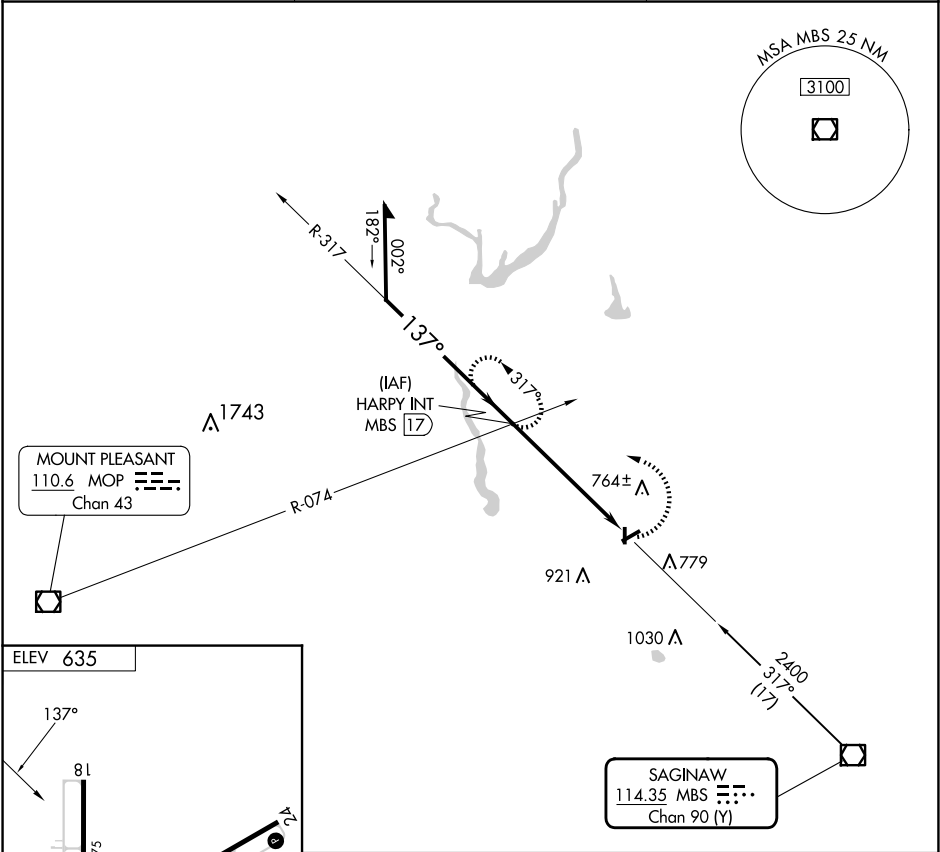 MSA MBS 25 NM
3100
R-317
182°
002°
137°
317°
(IAF)
HARPY INT
MBS 17
1743
MOUNT PLEASANT
110.6 MOP
Chan 43
R-074
764±
921
779
1030
2400
317°
(17)
SAGINAW
114.35 MBS
Chan 90 (Y)
ELEV 635
137°
18
75
24
P